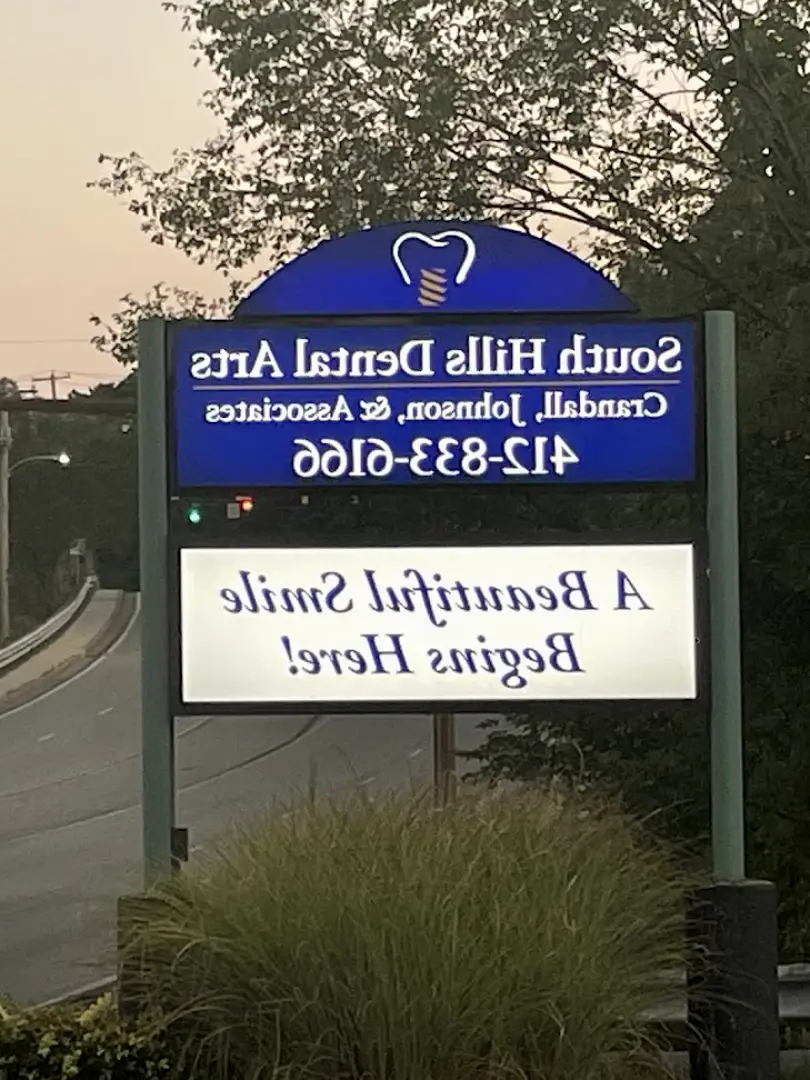 South Hills Dental Arts
Crandall, Johnson, & Associates
412-833-6166
A Beautiful Smile
Begins Here!